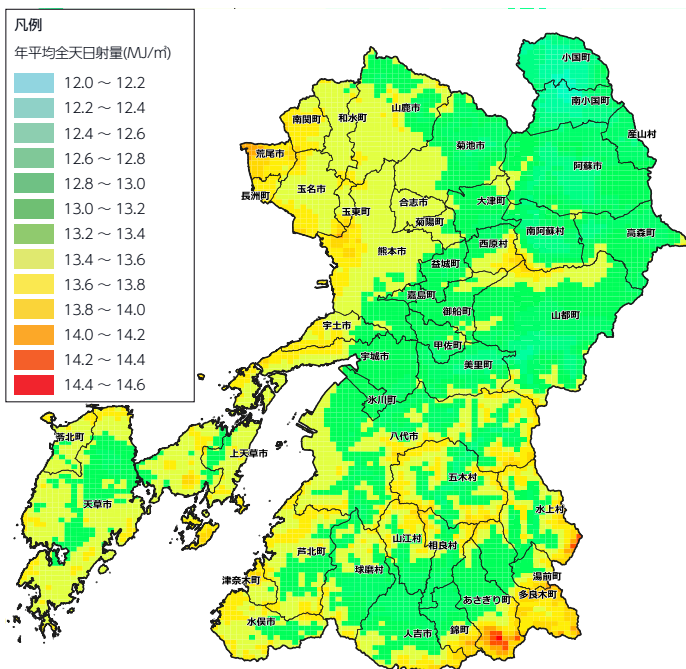 凡例
年平均全天日射量(MJ/㎡)
12.0 ～ 12.2
12.2 ～ 12.4
12.4 ～ 12.6
12.6 ～ 12.8
12.8 ～ 13.0
13.0 ～ 13.2
13.2 ～ 13.4
13.4 ～ 13.6
13.6 ～ 13.8
13.8 ～ 14.0
14.0 ～ 14.2
14.2 ～ 14.4
14.4 ～ 14.6
小国町
南小国町
産山村
山鹿市
和水町
南関町
菊池市
荒尾市
阿蘇市
玉名市
長洲町
合志市
大津町
玉東町
菊陽町
南阿蘇村
高森町
西原村
熊本市
益城町
嘉島町
御船町
山都町
宇土市
甲佐町
宇城市
美里町
氷川町
八代市
苓北町
上天草市
五木村
天草市
水上村
山江村
相良村
芦北町
球磨村
湯前町
津奈木町
多良木町
あさぎり町
水俣市
人吉市
錦町